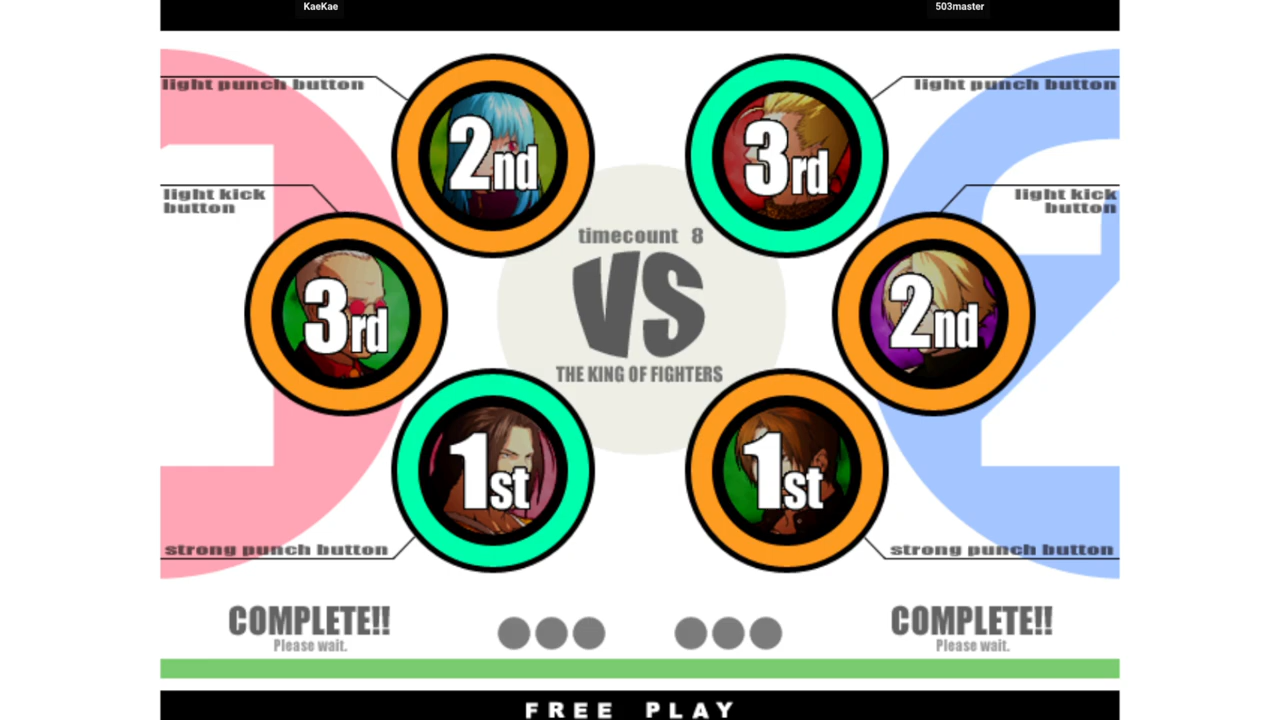 KaeKae
503master
light punch button
light punch button
2nd
3rd
light kick
button
light kick
button
timecount 8
VS
3rd
2nd
THE KING OF FIGHTERS
1st
1st
strong punch button
strong punch button
COMPLETE!!
Please wait.
COMPLETE!!
Please wait.
FREE PLAY